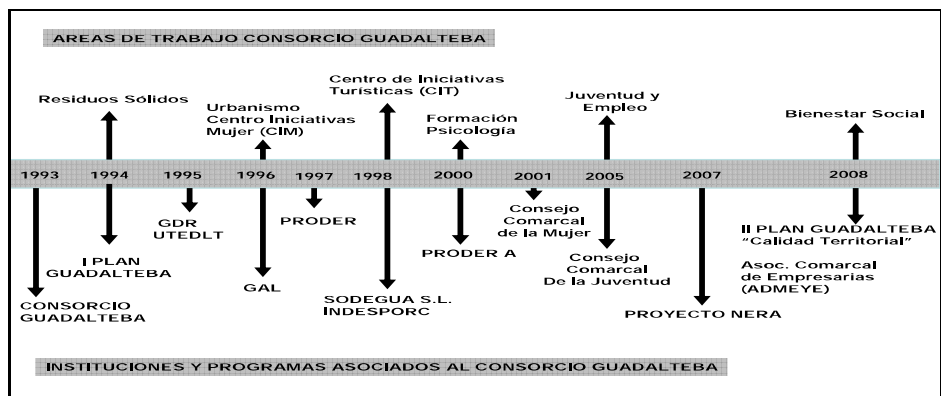 AREAS DE TRABAJO CONSORCIO GUADALTEBA
Residuos Sólidos
Urbanismo
Centro Iniciativas
Mujer (CIM)
Centro de Iniciativas
Turísticas (CIT)
Formación
Psicología
Juventud y
Empleo
Bienestar Social
1993 1994 1995 1996 1997 1998 2000 2001 2005 2007 2008
CONSORCIO
GUADALTEBA
I PLAN
GUADALTEBA
GDR
UTEDLT
GAL
PRODER
SODEGUA S.L.
INDESPORC
PRODER A
Consejo
Comarcal
de la Mujer
Consejo
Comarcal
De la Juventud
PROYECTO NERA
II PLAN GUADALTEBA
“Calidad Territorial”
Asoc. Comarcal
de Empresarias
(ADMEYE)
INSTITUCIONES Y PROGRAMAS ASOCIADOS AL CONSORCIO GUADALTEBA